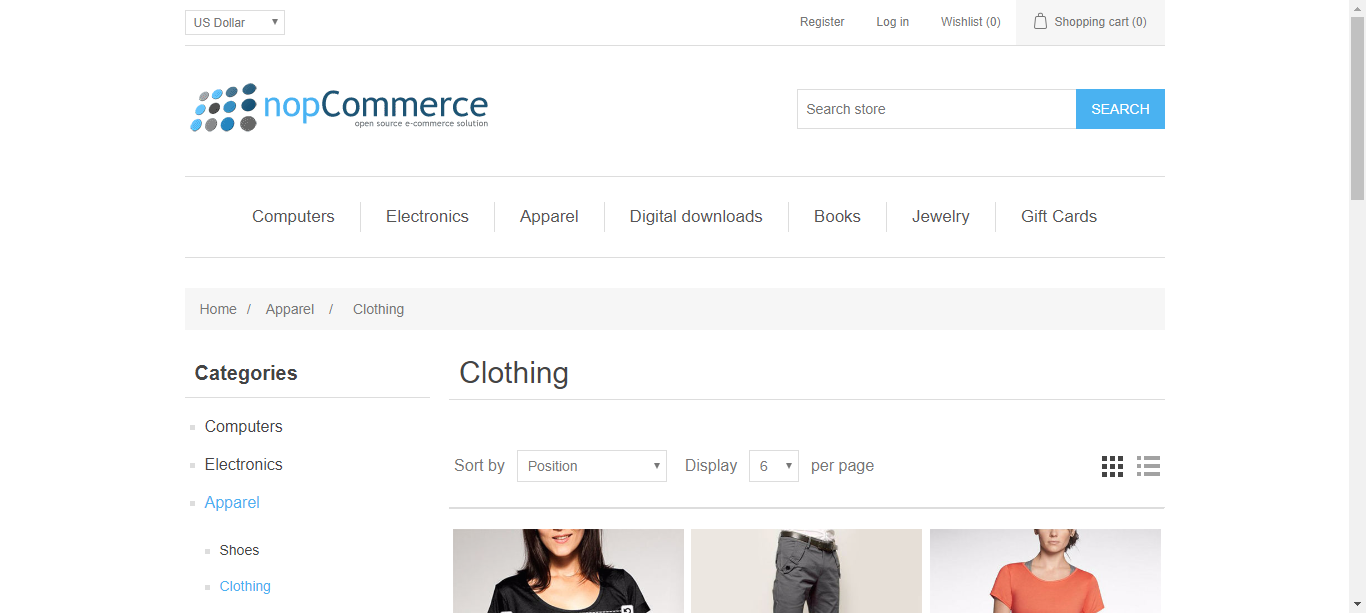 US Dollar
Register
Log in
Wishlist (0)
Shopping cart (0)
nopCommerce
open source e-commerce solution
Search store
SEARCH
Computers
Electronics
Apparel
Digital downloads
Books
Jewelry
Gift Cards
Home / Apparel / Clothing
Categories
Computers
Electronics
Apparel
Shoes
Clothing
Clothing
Sort by Position Display 6 per page